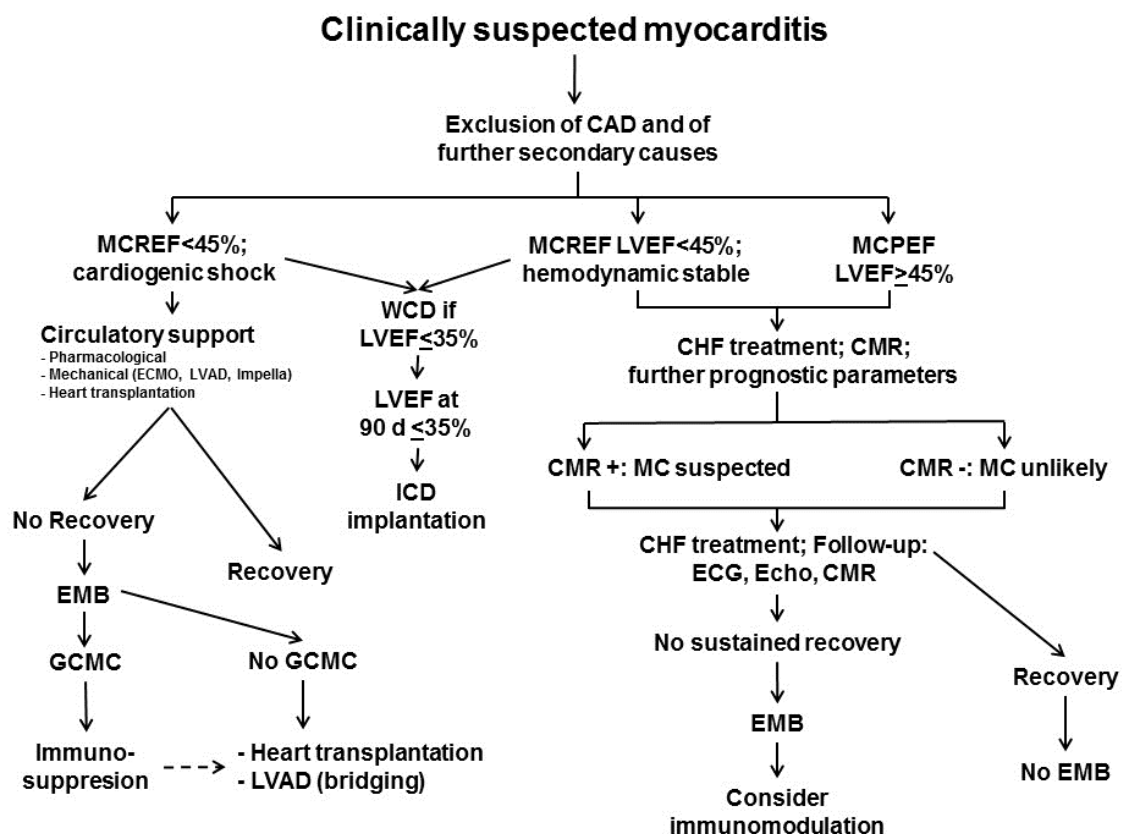 Clinically suspected myocarditis
Exclusion of CAD and of
further secondary causes
MCREF<45%;
cardiogenic shock
MCREF LVEF<45%;
hemodynamic stable
MCPEF
LVEF≥45%
WCD if
LVEF≤35%
Circulatory support
- Pharmacological
- Mechanical (ECMO, LVAD, Impella)
- Heart transplantation
CHF treatment; CMR;
further prognostic parameters
LVEF at
90 d ≤35%
CMR +: MC suspected
CMR -: MC unlikely
ICD
implantation
No Recovery
Recovery
CHF treatment; Follow-up:
ECG, Echo, CMR
EMB
No sustained recovery
GCMC
No GCMC
Recovery
EMB
Immuno-
suppresion
- Heart transplantation
- LVAD (bridging)
No EMB
Consider
immunomodulation